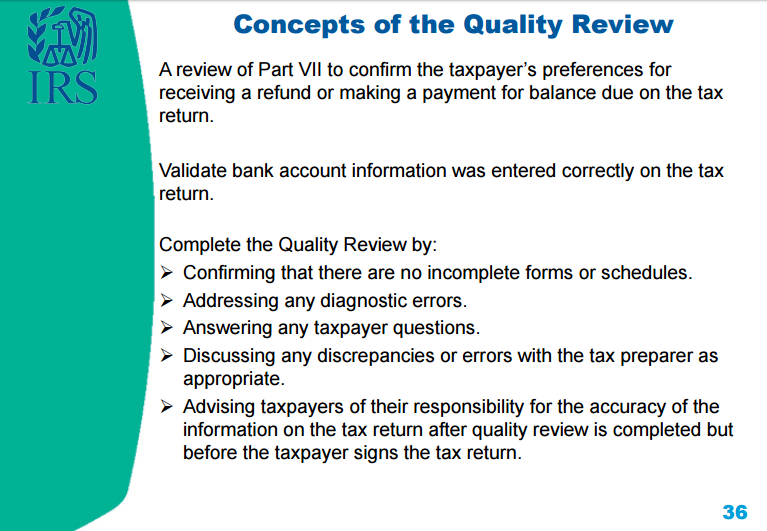 Concepts of the Quality Review
IRS
A review of Part VII to confirm the taxpayer’s preferences for
receiving a refund or making a payment for balance due on the tax
return.
Validate bank account information was entered correctly on the tax
return.
Complete the Quality Review by:
➢ Confirming that there are no incomplete forms or schedules.
➢ Addressing any diagnostic errors.
➢ Answering any taxpayer questions.
➢ Discussing any discrepancies or errors with the tax preparer as
appropriate.
➢ Advising taxpayers of their responsibility for the accuracy of the
information on the tax return after quality review is completed but
before the taxpayer signs the tax return.
36